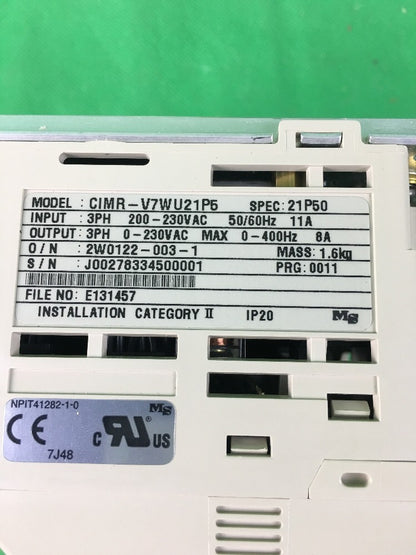 MODEL : CIMR-V7WU21P5 SPEC: 21P50
INPUT : 3PH 200-230VAC 50/60Hz 11A
OUTPUT: 3PH 0-230VAC MAX 0-400Hz 8A
O/N : 2W0122-003-1 MASS: 1.6kg
S/N : J00278334500001 PRG: 0011
FILE NO: E131457
INSTALLATION CATEGORY II IP20 MS
NPIT41282-1-0 MS
CE c RU US
7J48